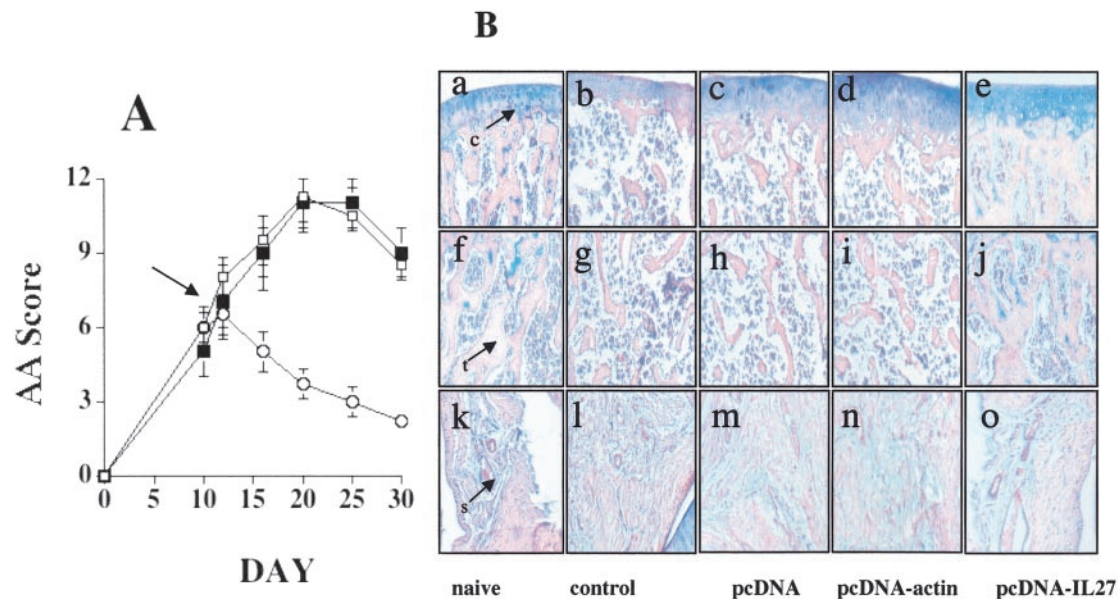 B
A
AA Score
12
9
6
3
0
0 5 10 15 20 25 30
DAY
a b c d e
c
f g h i j
t
k l m n o
s
naive control pcDNA pcDNA-actin pcDNA-IL27